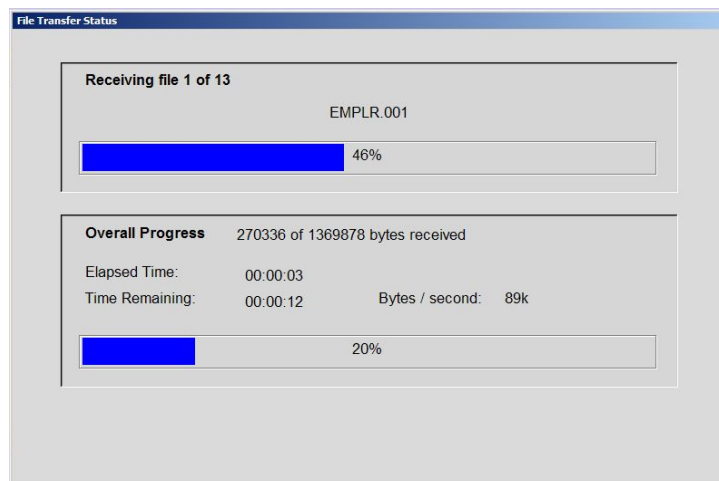 File Transfer Status
Receiving file 1 of 13
EMPLR.001
46%
Overall Progress 270336 of 1369878 bytes received
Elapsed Time: 00:00:03
Time Remaining: 00:00:12 Bytes / second: 89k
20%